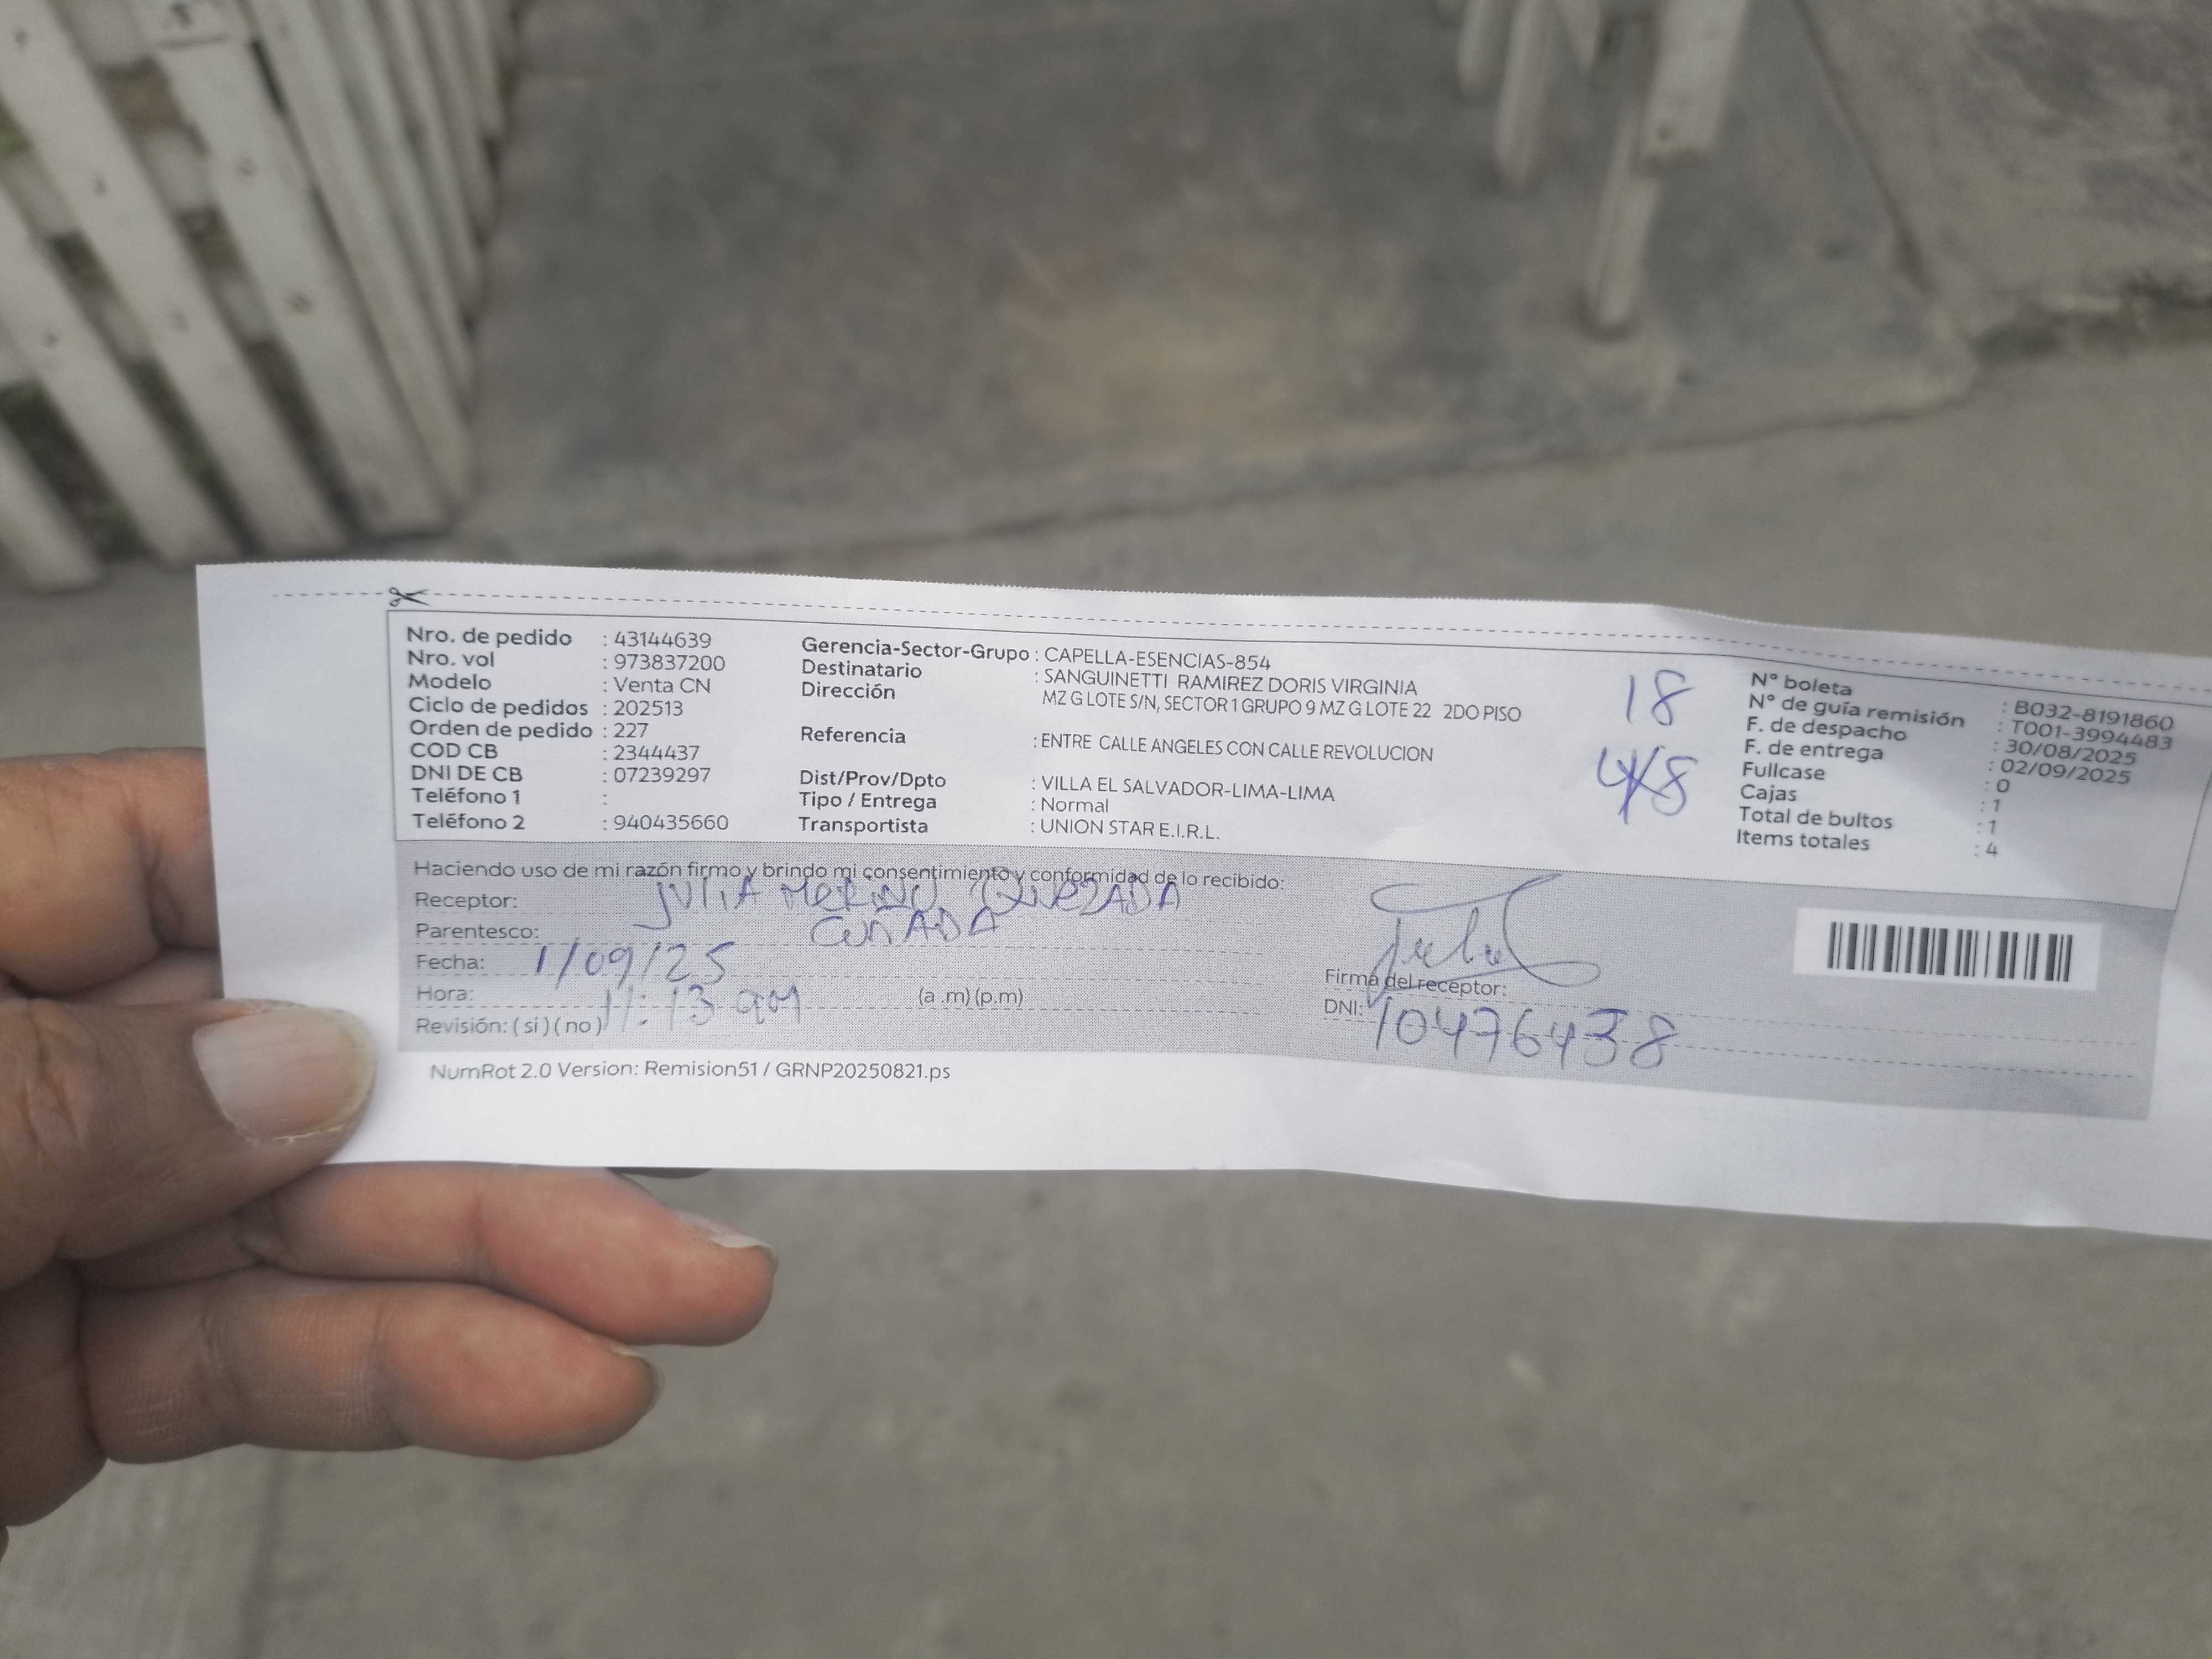 Nro. de pedido : 43144639
Nro. vol : 973837200
Modelo : Venta CN
Ciclo de pedidos : 202513
Orden de pedido : 227
COD CB : 2344437
DNI DE CB : 07239297
Teléfono 1 :
Teléfono 2 : 940435660
Gerencia-Sector-Grupo : CAPELLA-ESENCIAS-854
Destinatario : SANGUINETTI RAMIREZ DORIS VIRGINIA
Dirección MZ G LOTE S/N, SECTOR 1 GRUPO 9 MZ G LOTE 22 2DO PISO
Referencia : ENTRE CALLE ANGELES CON CALLE REVOLUCION
Dist/Prov/Dpto : VILLA EL SALVADOR-LIMA-LIMA
Tipo / Entrega : Normal
Transportista : UNION STAR E.I.R.L.
18
N° boleta : B032-8191860
N° de guía remisión : T001-3994483
F. de despacho : 30/08/2025
F. de entrega : 02/09/2025
Fullcase : 0
Cajas : 1
Total de bultos : 1
Items totales : 4
Haciendo uso de mi razón firmo y brindo mi consentimiento y conformidad de lo recibido:
Receptor: JULIA MERINO QUEZADA
Parentesco: CUÑADA
Fecha: 1/09/25
Hora: 11:13 am (a .m) (p.m)
Revisión: ( sí ) ( no )
Firma del receptor:
DNI: 10476438
NumRot 2.0 Version: Remision51 / GRNP20250821.ps